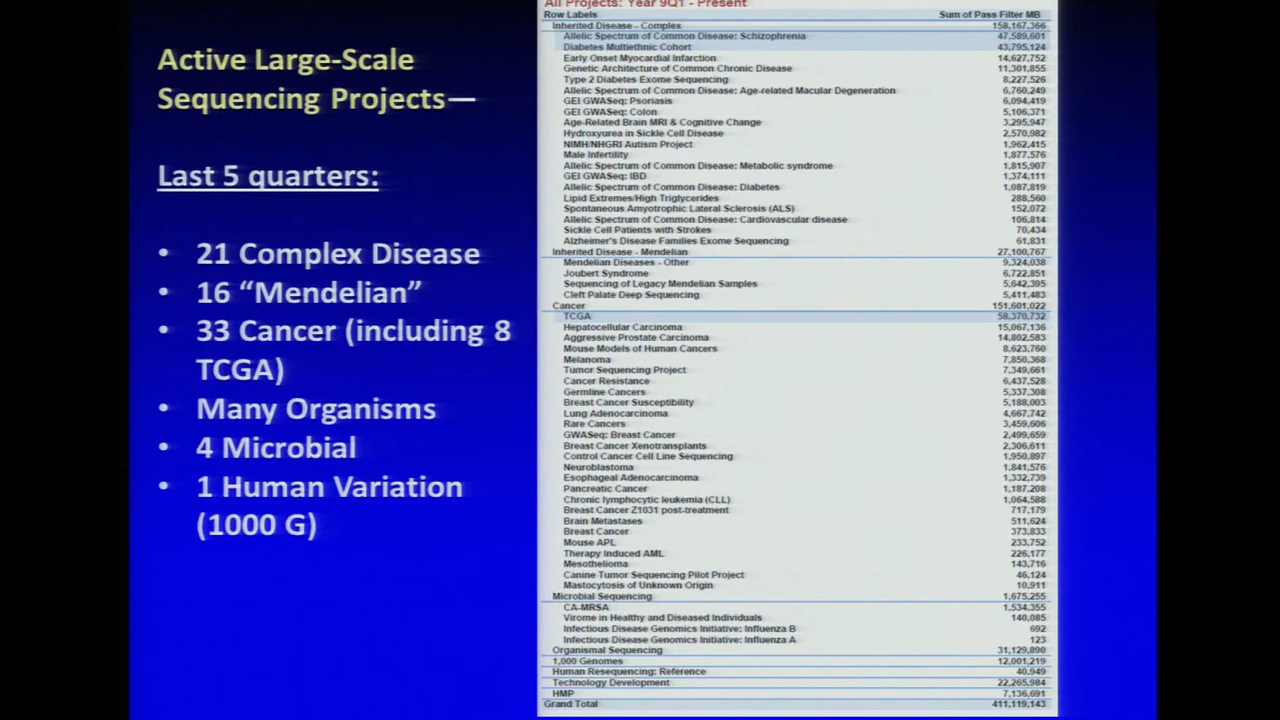 Active Large-Scale
Sequencing Projects—
Last 5 quarters:
• 21 Complex Disease
• 16 “Mendelian”
• 33 Cancer (including 8
TCGA)
• Many Organisms
• 4 Microbial
• 1 Human Variation
(1000 G)
All Projects: Year 9Q1 - Present
Row Labels Sum of Pass Filter MB
Inherited Disease - Complex 158,167,366
Allelic Spectrum of Common Disease: Schizophrenia 47,589,601
Diabetes Multiethnic Cohort 43,795,124
Early Onset Myocardial Infarction 14,627,752
Genetic Architecture of Common Chronic Disease 11,301,855
Type 2 Diabetes Exome Sequencing 8,227,526
Allelic Spectrum of Common Disease: Age-related Macular Degeneration 6,760,249
GEI GWASeq: Psoriasis 6,094,419
GEI GWASeq: Colon 5,106,371
Age-Related Brain MRI & Cognitive Change 3,295,947
Hydroxyurea in Sickle Cell Disease 2,570,982
NIMH/NHGRI Autism Project 1,962,415
Male Infertility 1,877,576
Allelic Spectrum of Common Disease: Metabolic syndrome 1,815,907
GEI GWASeq: IBD 1,374,111
Allelic Spectrum of Common Disease: Diabetes 1,087,819
Lipid Extremes/High Triglycerides 288,560
Spontaneous Amyotrophic Lateral Sclerosis (ALS) 152,072
Allelic Spectrum of Common Disease: Cardiovascular disease 106,814
Sickle Cell Patients with Strokes 70,434
Alzheimer's Disease Families Exome Sequencing 61,831
Inherited Disease - Mendelian 27,100,767
Mendelian Diseases - Other 9,324,038
Joubert Syndrome 6,722,851
Sequencing of Legacy Mendelian Samples 5,642,395
Cleft Palate Deep Sequencing 5,411,483
Cancer 151,601,022
TCGA 58,370,732
Hepatocellular Carcinoma 15,067,136
Aggressive Prostate Carcinoma 14,802,583
Mouse Models of Human Cancers 8,623,760
Melanoma 7,850,368
Tumor Sequencing Project 7,349,661
Cancer Resistance 6,437,528
Germline Cancers 5,337,308
Breast Cancer Susceptibility 5,188,003
Lung Adenocarcinoma 4,667,742
Rare Cancers 3,459,606
GWASeq: Breast Cancer 2,499,659
Breast Cancer Xenotransplants 2,306,611
Control Cancer Cell Line Sequencing 1,950,897
Neuroblastoma 1,841,576
Esophageal Adenocarcinoma 1,332,739
Pancreatic Cancer 1,187,208
Chronic lymphocytic leukemia (CLL) 1,064,588
Breast Cancer Z1031 post-treatment 717,179
Brain Metastases 511,624
Breast Cancer 373,833
Mouse APL 233,752
Therapy Induced AML 226,177
Mesothelioma 143,716
Canine Tumor Sequencing Pilot Project 46,124
Mastocytosis of Unknown Origin 10,911
Microbial Sequencing 1,675,255
CA-MRSA 1,534,355
Virome in Healthy and Diseased Individuals 140,085
Infectious Disease Genomics Initiative: Influenza B 692
Infectious Disease Genomics Initiative: Influenza A 123
Organismal Sequencing 31,129,890
1,000 Genomes 12,001,219
Human Resequencing: Reference 40,949
Technology Development 22,265,984
HMP 7,136,691
Grand Total 411,119,143